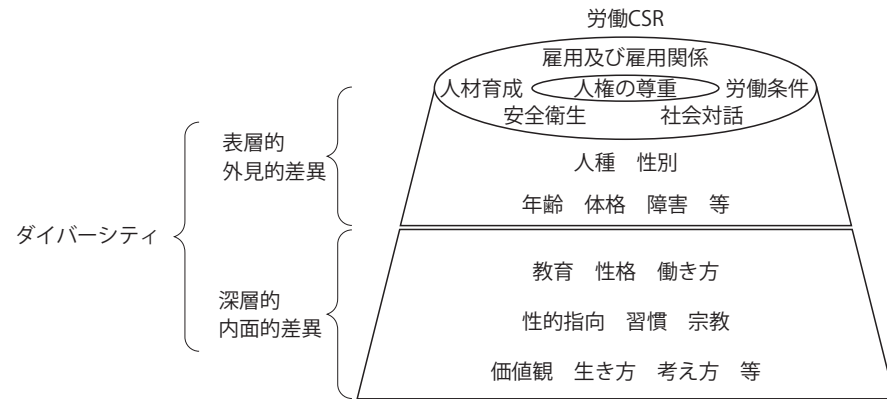 労働CSR
雇用及び雇用関係
人材育成 人権の尊重 労働条件
安全衛生 社会対話
表層的
外見的差異
人種 性別
年齢 体格 障害 等
ダイバーシティ
深層的
内面的差異
教育 性格 働き方
性的指向 習慣 宗教
価値観 生き方 考え方 等